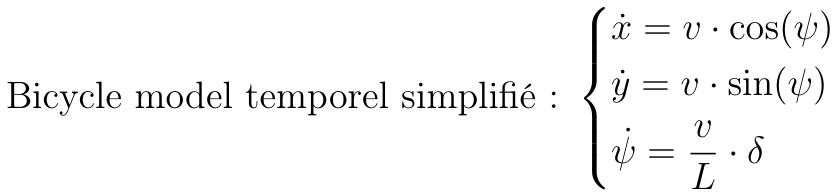 Bicycle model temporel simplifié :
ẋ = v · cos(ψ)
ẏ = v · sin(ψ)
ψ̇ = v/L · δ